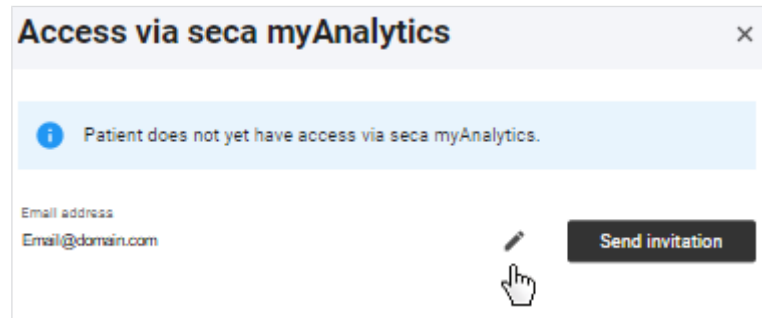 Access via seca myAnalytics
Patient does not yet have access via seca myAnalytics.
Email address
Email@domain.com
Send invitation